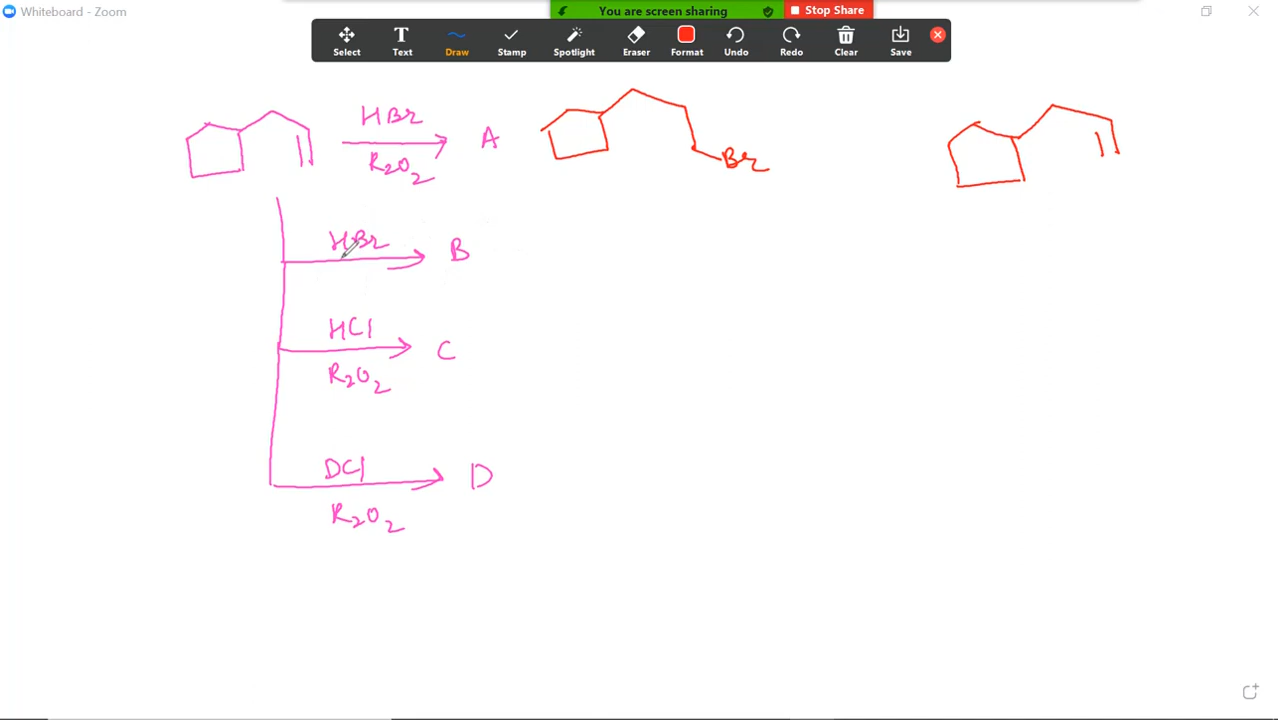 Whiteboard - Zoom
You are screen sharing
Stop Share
Select
Text
Draw
Stamp
Spotlight
Eraser
Format
Undo
Redo
Clear
Save
HBr
R2O2
A
Br
HBr
B
HCl
R2O2
C
DCl
R2O2
D